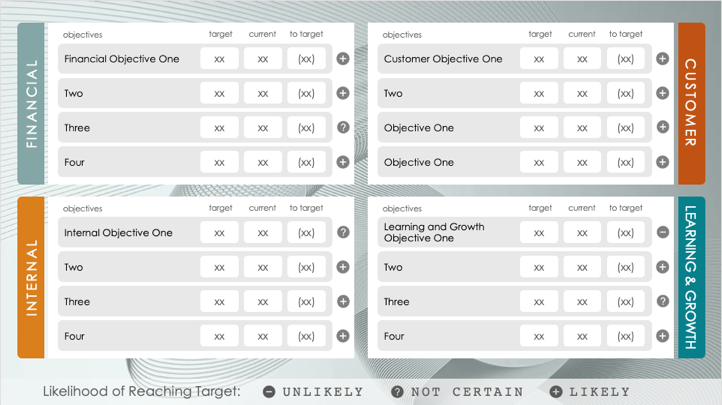 FINANCIAL
objectives target current to target
Financial Objective One xx xx (xx) +
Two xx xx (xx) +
Three xx xx (xx) ?
Four xx xx (xx) +
CUSTOMER
objectives target current to target
Customer Objective One xx xx (xx) +
Two xx xx (xx) +
Objective One xx xx (xx) +
Objective One xx xx (xx) +
INTERNAL
objectives target current to target
Internal Objective One xx xx (xx) ?
Two xx xx (xx) +
Three xx xx (xx) +
Four xx xx (xx) +
LEARNING & GROWTH
objectives target current to target
Learning and Growth
Objective One xx xx (xx) −
Two xx xx (xx) +
Three xx xx (xx) ?
Four xx xx (xx) +
Likelihood of Reaching Target: − UNLIKELY ? NOT CERTAIN + LIKELY